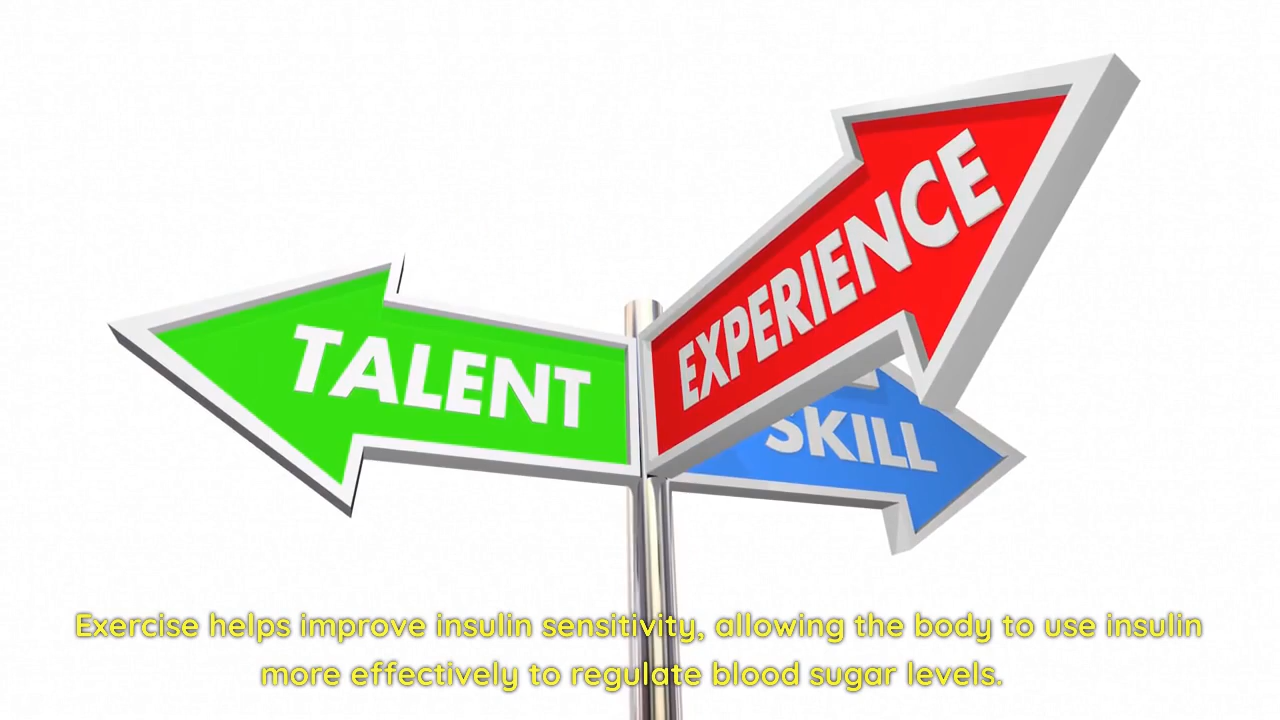 TALENT
EXPERIENCE
SKILL
Exercise helps improve insulin sensitivity, allowing the body to use insulin
more effectively to regulate blood sugar levels.